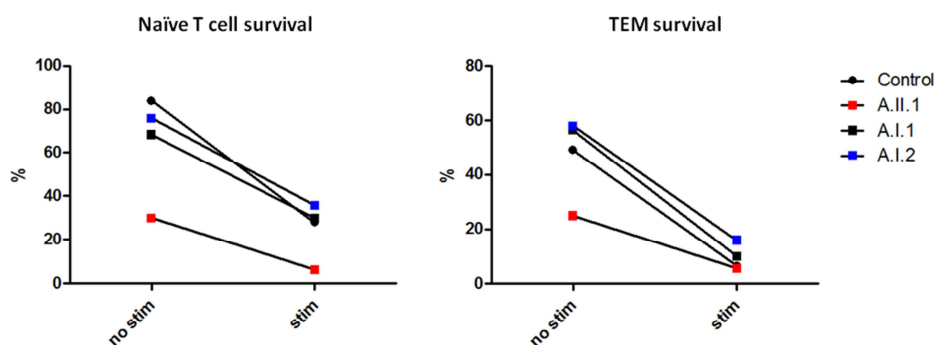 Naïve T cell survival
100
80
60
40
20
0
%
no stim
stim
TEM survival
80
60
40
20
0
%
no stim
stim
Control
A.II.1
A.I.1
A.I.2